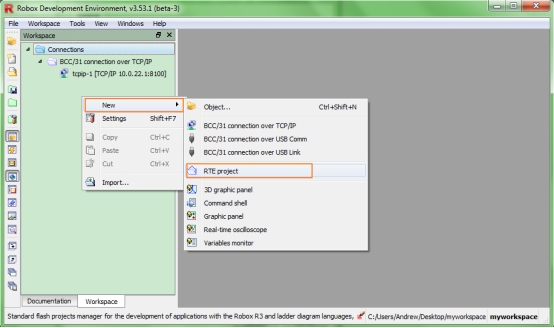 Robox Development Environment, v3.53.1 (beta-3)
File Workspace Tools View Windows Help
Workspace
Connections
BCC/31 connection over TCP/IP
tcpip-1 [TCP/IP 10.0.22.1:8100]
New
Settings Shift+F7
Copy Ctrl+C
Paste Ctrl+V
Cut Ctrl+X
Import...
Object... Ctrl+Shift+N
BCC/31 connection over TCP/IP
BCC/31 connection over USB Comm
BCC/31 connection over USB Link
RTE project
3D graphic panel
Command shell
Graphic panel
Real-time oscilloscope
Variables monitor
Documentation Workspace
Standard flash projects manager for the development of applications with the Robox R3 and ladder diagram languages, C:/Users/Andrew/Desktop/myworkspace myworkspace